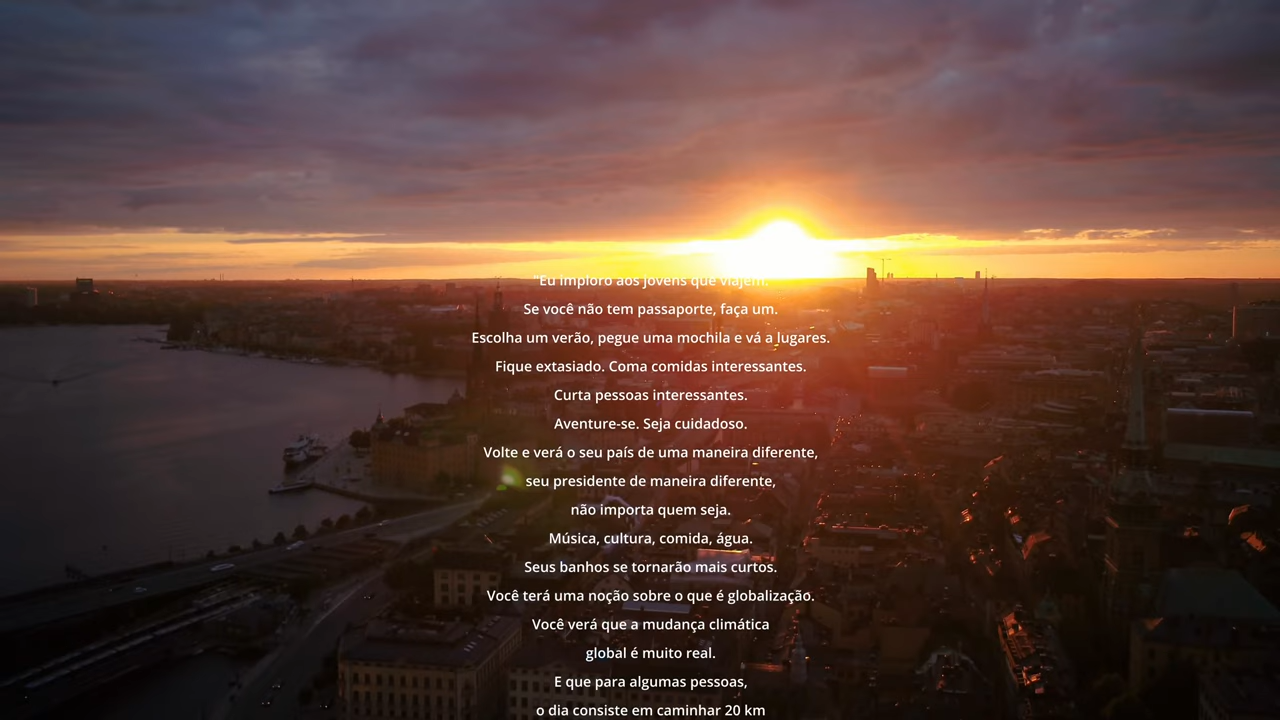 "Eu imploro aos jovens que viajem.
Se você não tem passaporte, faça um.
Escolha um verão, pegue uma mochila e vá a lugares.
Fique extasiado. Coma comidas interessantes.
Curta pessoas interessantes.
Aventure-se. Seja cuidadoso.
Volte e verá o seu país de uma maneira diferente,
seu presidente de maneira diferente,
não importa quem seja.
Música, cultura, comida, água.
Seus banhos se tornarão mais curtos.
Você terá uma noção sobre o que é globalização.
Você verá que a mudança climática
global é muito real.
E que para algumas pessoas,
o dia consiste em caminhar 20 km